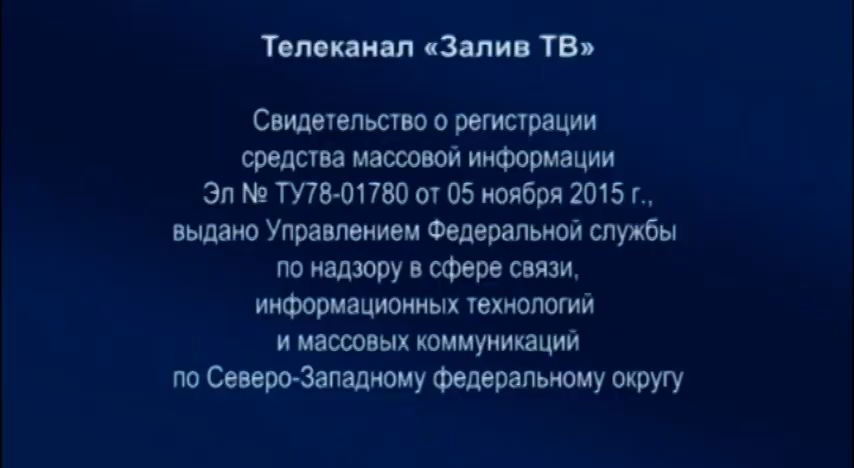 Телеканал «Залив ТВ»
Свидетельство о регистрации
средства массовой информации
Эл № ТУ78-01780 от 05 ноября 2015 г.,
выдано Управлением Федеральной службы
по надзору в сфере связи,
информационных технологий
и массовых коммуникаций
по Северо-Западному федеральному округу